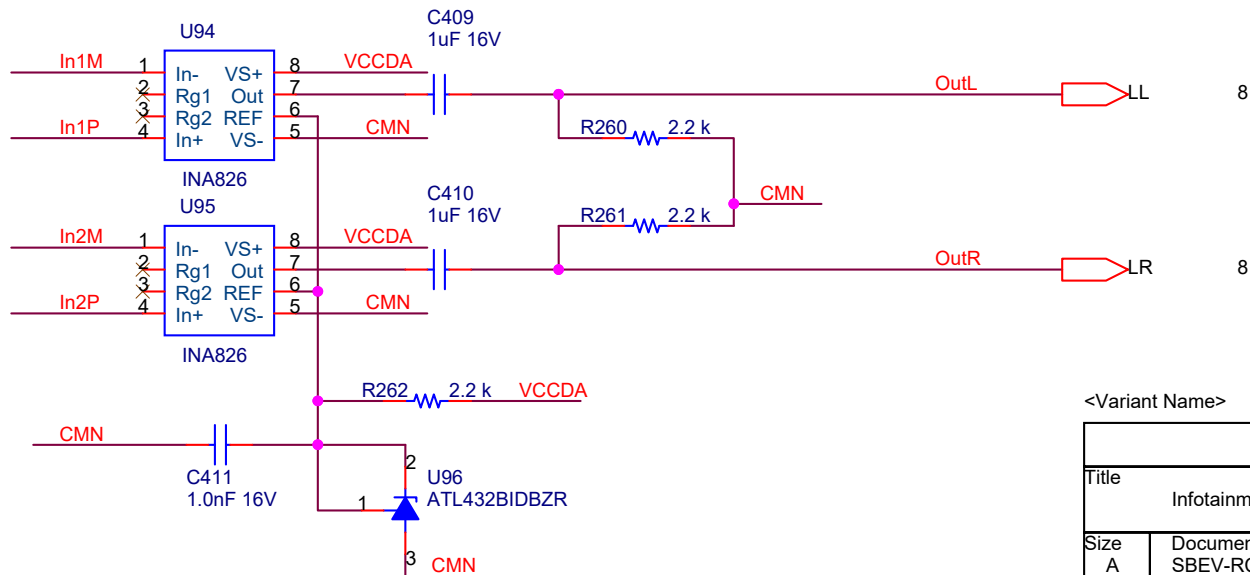 U94
C409
1uF 16V
In1M 1 In- VS+ 8 VCCDA
2 Rg1 Out 7 OutL LL 8
3 Rg2 REF 6
In1P 4 In+ VS- 5 CMN
R260 2.2 k
INA826
CMN
U95
C410
1uF 16V
R261 2.2 k
In2M 1 In- VS+ 8 VCCDA
2 Rg1 Out 7 OutR LR 8
3 Rg2 REF 6
In2P 4 In+ VS- 5 CMN
INA826
R262 2.2 k VCCDA
<Variant Name>
CMN
C411
1.0nF 16V
2
U96
1 ATL432BIDBZR
3 CMN
Title
Infotainm
Size
A
Documen